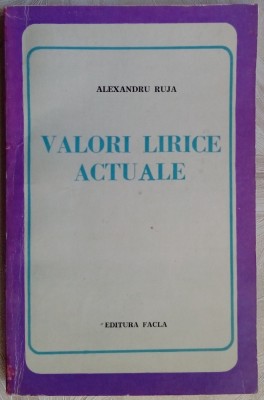 ALEXANDRU RUJA
VALORI LIRICE
ACTUALE
EDITURA FACLA